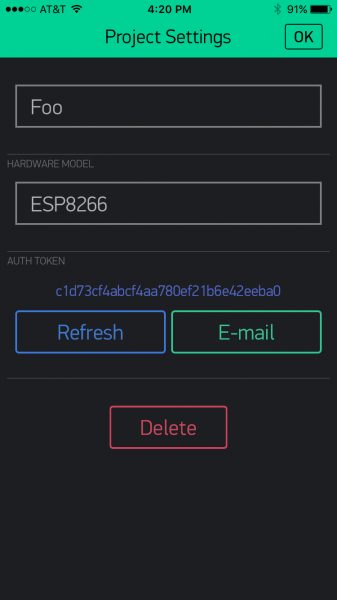 AT&T 4:20 PM 91%
Project Settings OK
Foo
HARDWARE MODEL
ESP8266
AUTH TOKEN
c1d73cf4abcf4aa780ef21b6e42eeba0
Refresh E-mail
Delete